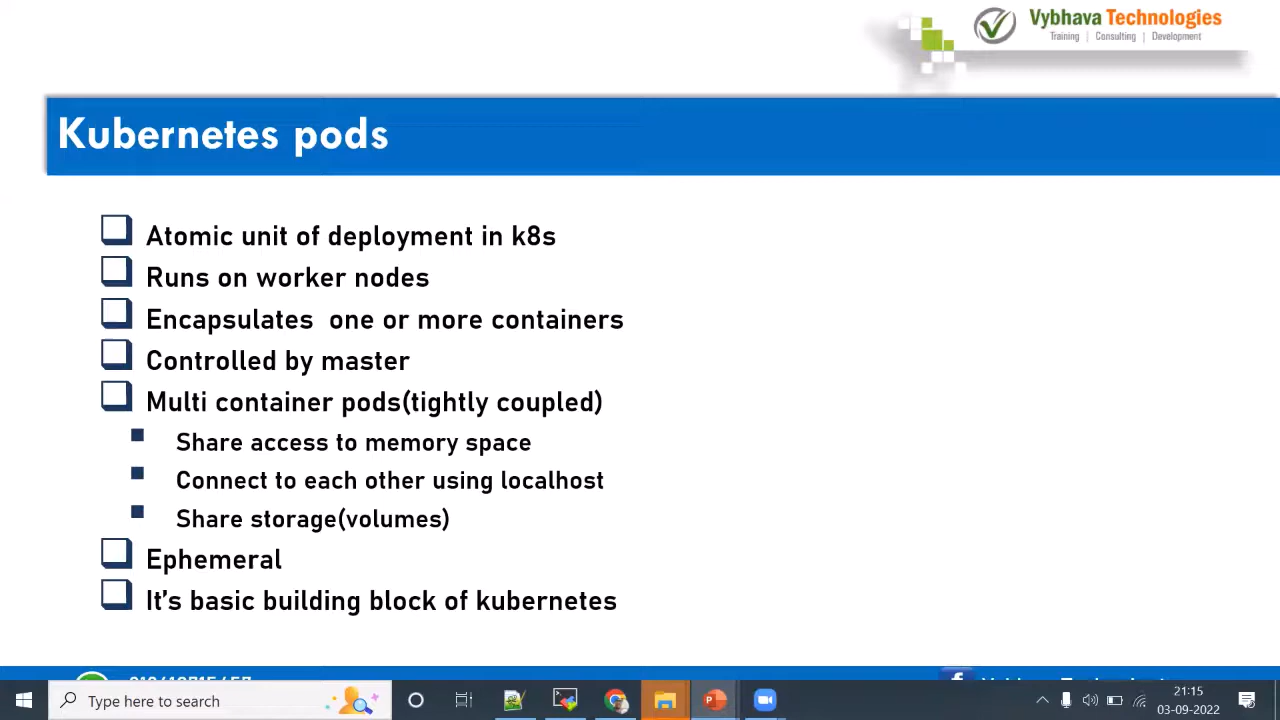 Vybhava Technologies
Training | Consulting | Development
Kubernetes pods
Atomic unit of deployment in k8s
Runs on worker nodes
Encapsulates one or more containers
Controlled by master
Multi container pods(tightly coupled)
Share access to memory space
Connect to each other using localhost
Share storage(volumes)
Ephemeral
It's basic building block of kubernetes
Type here to search
21:15
03-09-2022